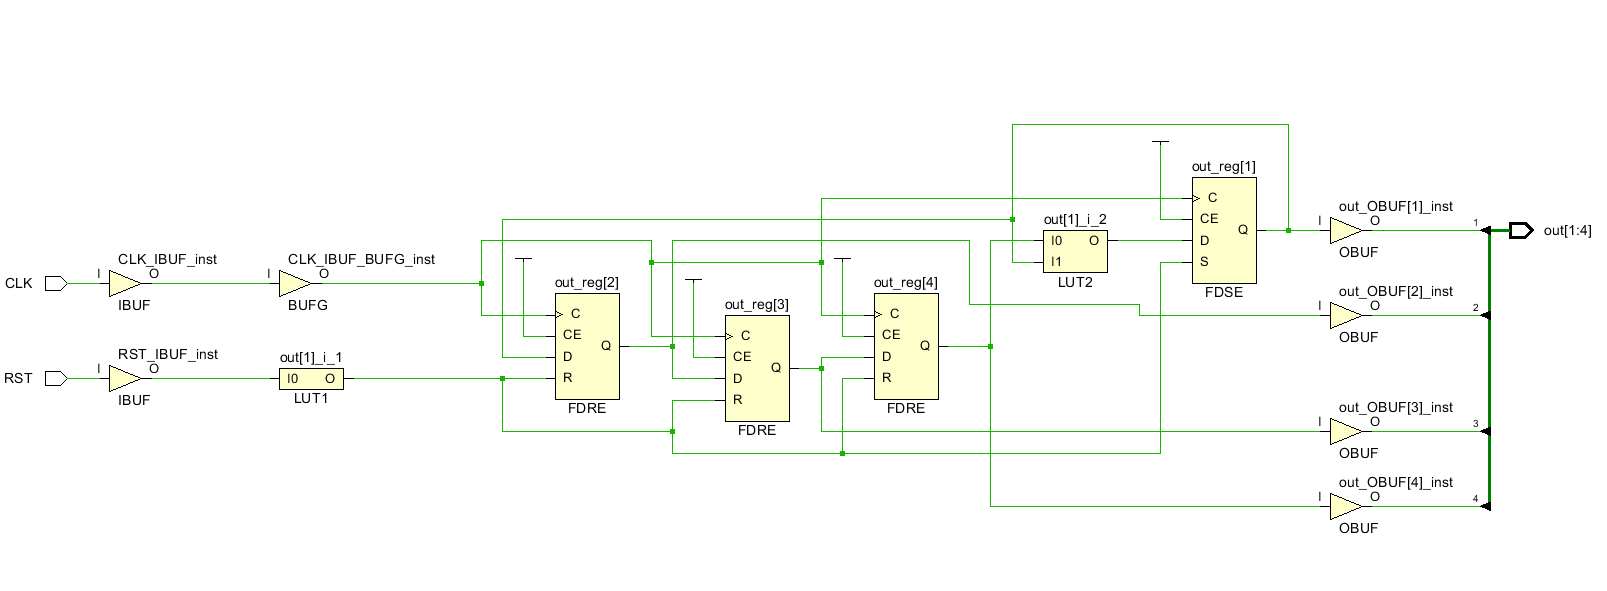 out_reg[1]
C
CE
D
S
Q
FDSE
out[1]_i_2
I0 O
I1
LUT2
out_OBUF[1]_inst
I O
OBUF
1
out[1:4]
CLK
CLK_IBUF_inst
I O
IBUF
CLK_IBUF_BUFG_inst
I O
BUFG
out_reg[2]
C
CE
D
R
Q
FDRE
out_reg[3]
C
CE
D
R
Q
FDRE
out_reg[4]
C
CE
D
R
Q
FDRE
out_OBUF[2]_inst
I O
OBUF
2
RST
RST_IBUF_inst
I O
IBUF
out[1]_i_1
I0 O
LUT1
out_OBUF[3]_inst
I O
OBUF
3
out_OBUF[4]_inst
I O
OBUF
4